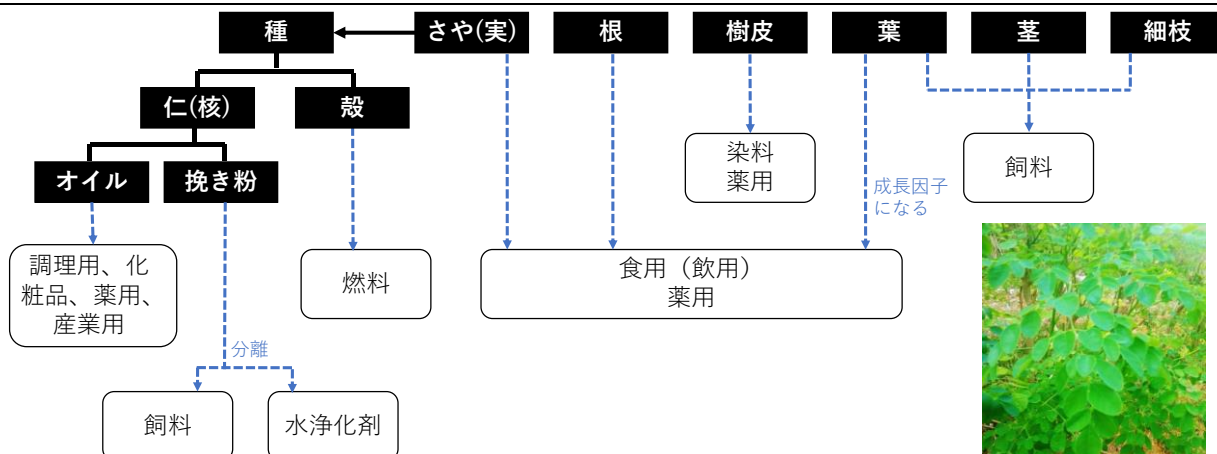 種
さや(実)
根
樹皮
葉
茎
細枝
仁(核)
殻
オイル
挽き粉
染料
薬用
飼料
成長因子
になる
調理用、化
粧品、薬用、
産業用
燃料
食用（飲用）
薬用
分離
飼料
水浄化剤